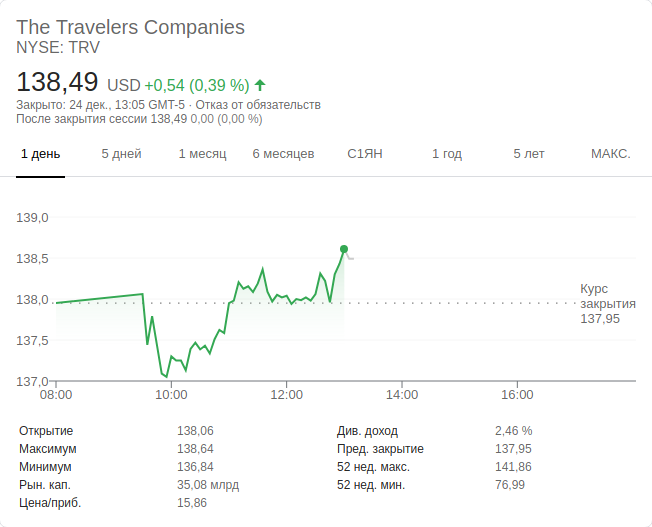 The Travelers Companies
NYSE: TRV
138,49 USD +0,54 (0,39 %)
Закрыто: 24 дек., 13:05 GMT-5 · Отказ от обязательств
После закрытия сессии 138,49 0,00 (0,00 %)
1 день 5 дней 1 месяц 6 месяцев С1ЯН 1 год 5 лет МАКС.
139,0
138,5
138,0
137,5
137,0
Курс
закрытия
137,95
08:00 10:00 12:00 14:00 16:00
Открытие 138,06 Див. доход 2,46 %
Максимум 138,64 Пред. закрытие 137,95
Минимум 136,84 52 нед. макс. 141,86
Рын. кап. 35,08 млрд 52 нед. мин. 76,99
Цена/приб. 15,86